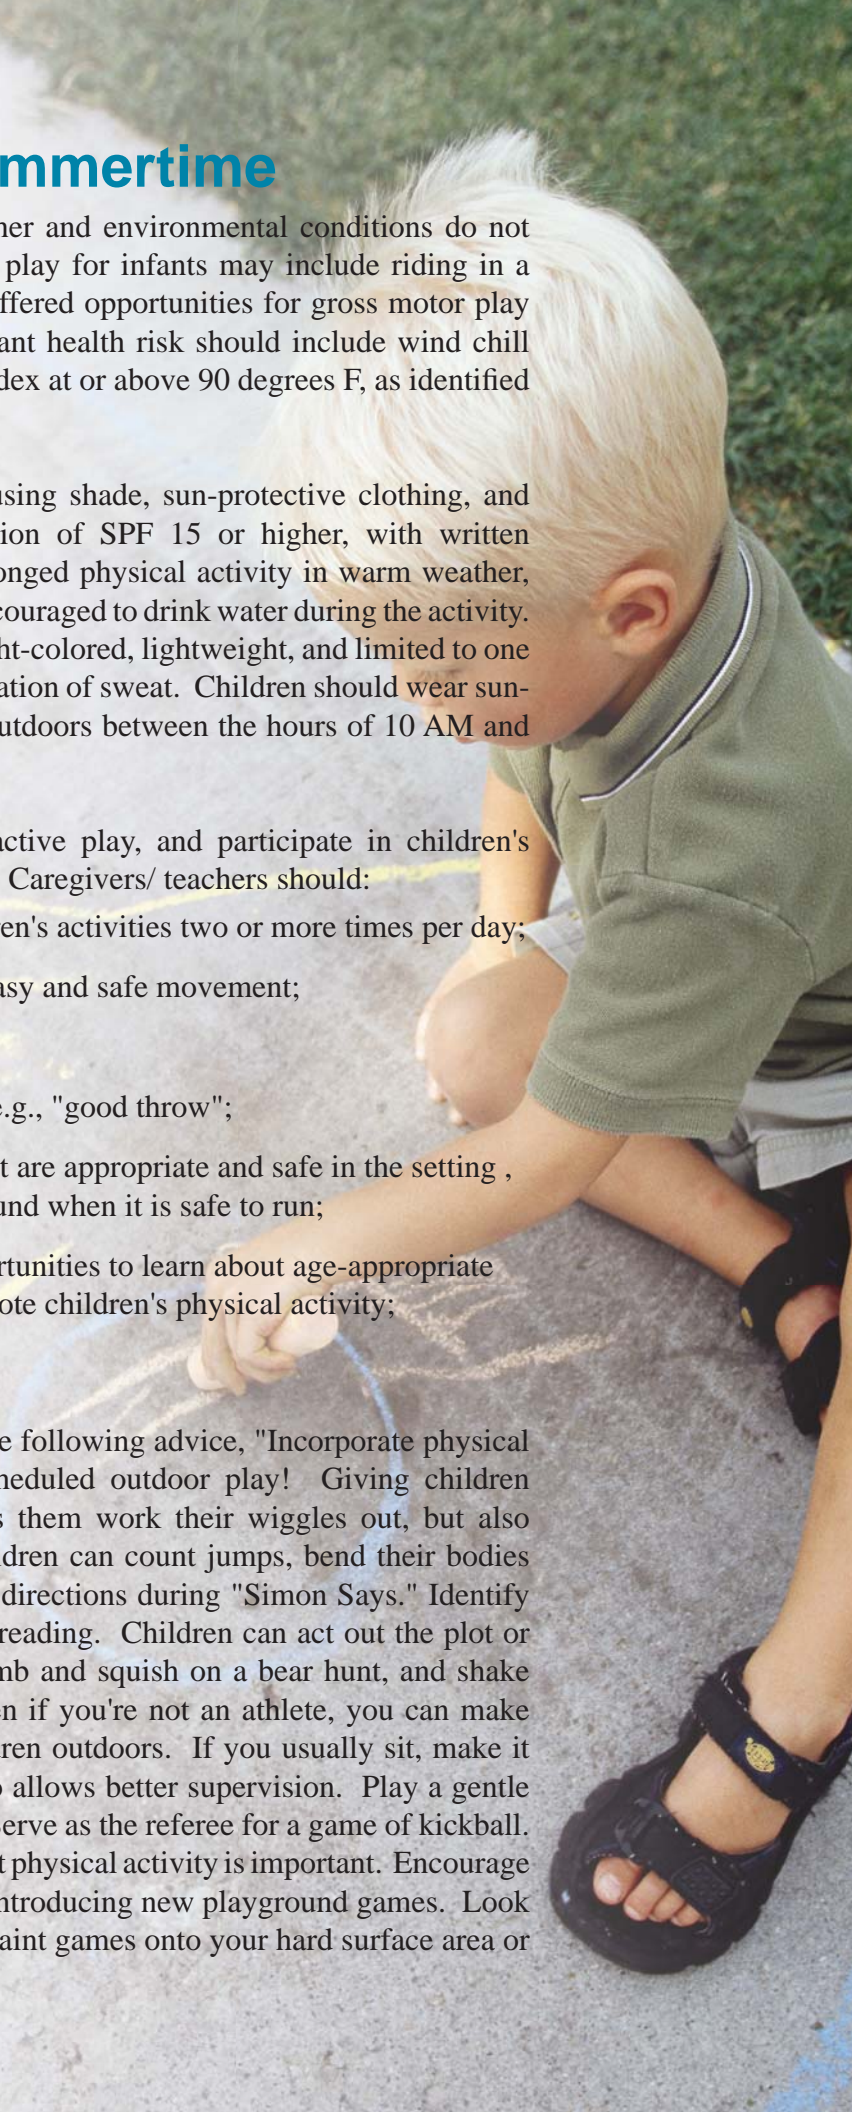 mmertime
her and environmental conditions do not
play for infants may include riding in a
ffered opportunities for gross motor play
ant health risk should include wind chill
dex at or above 90 degrees F, as identified
using shade, sun-protective clothing, and
ion of SPF 15 or higher, with written
onged physical activity in warm weather,
couraged to drink water during the activity.
ht-colored, lightweight, and limited to one
ation of sweat. Children should wear sun-
utdoors between the hours of 10 AM and
active play, and participate in children's
Caregivers/ teachers should:
ren's activities two or more times per day;
asy and safe movement;
e.g., "good throw";
t are appropriate and safe in the setting ,
und when it is safe to run;
rtunities to learn about age-appropriate
ote children's physical activity;
e following advice, "Incorporate physical
heduled outdoor play! Giving children
s them work their wiggles out, but also
ldren can count jumps, bend their bodies
directions during "Simon Says." Identify
reading. Children can act out the plot or
mb and squish on a bear hunt, and shake
en if you're not an athlete, you can make
ren outdoors. If you usually sit, make it
o allows better supervision. Play a gentle
erve as the referee for a game of kickball.
t physical activity is important. Encourage
ntroducing new playground games. Look
aint games onto your hard surface area or